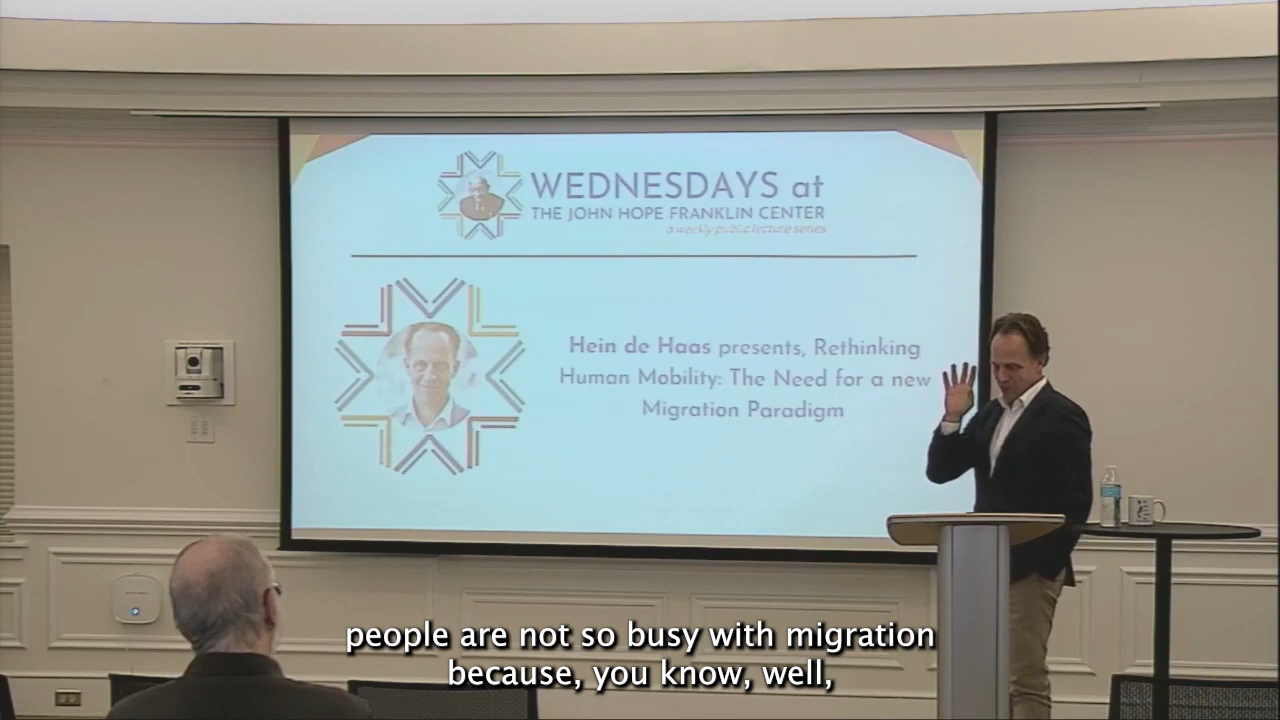 WEDNESDAYS at
THE JOHN HOPE FRANKLIN CENTER
a weekly public lecture series
Hein de Haas presents, Rethinking
Human Mobility: The Need for a new
Migration Paradigm
people are not so busy with migration
because, you know, well,